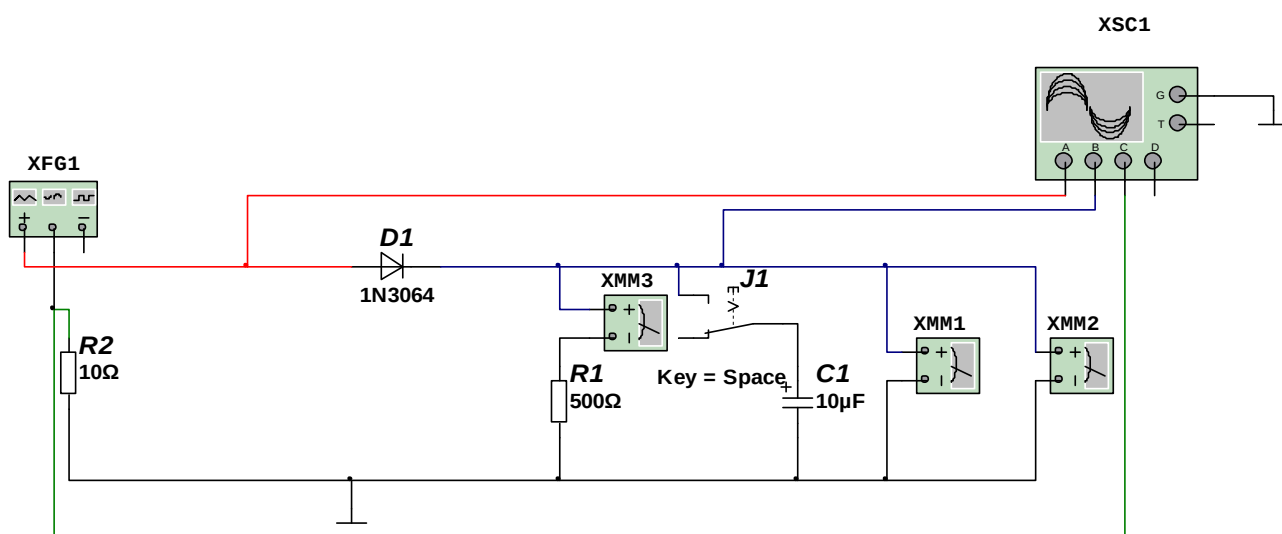 XSC1
G
T
A B C D
XFG1
+ −
D1
1N3064
XMM3
+
−
J1
Key = Space
XMM1
+
−
XMM2
+
−
R2
10Ω
R1
500Ω
+
C1
10µF